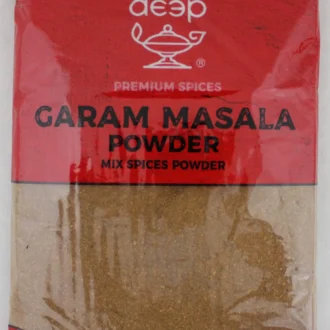 deep
®
PREMIUM SPICES
GARAM MASALA
POWDER
MIX SPICES POWDER